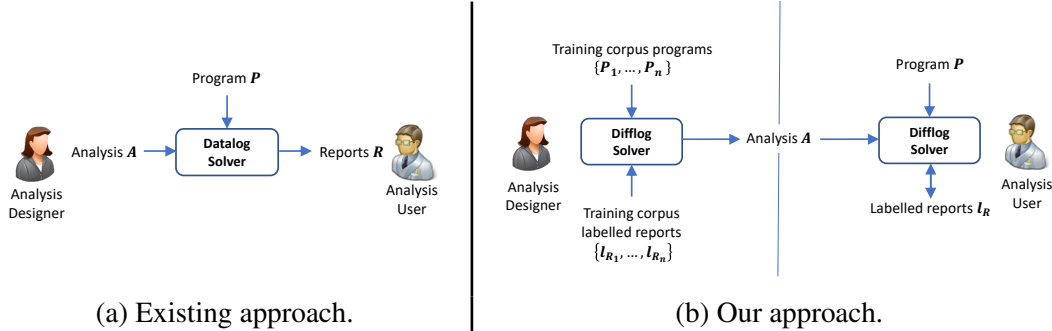 Program P
Analysis A
Datalog
Solver
Reports R
Analysis
Designer
Analysis
User
(a) Existing approach.
Training corpus programs
{P1, ..., Pn}
Difflog
Solver
Analysis
Designer
Training corpus
labelled reports
{lR1, ..., lRn}
Analysis A
Program P
Difflog
Solver
Labelled reports lR
Analysis
User
(b) Our approach.